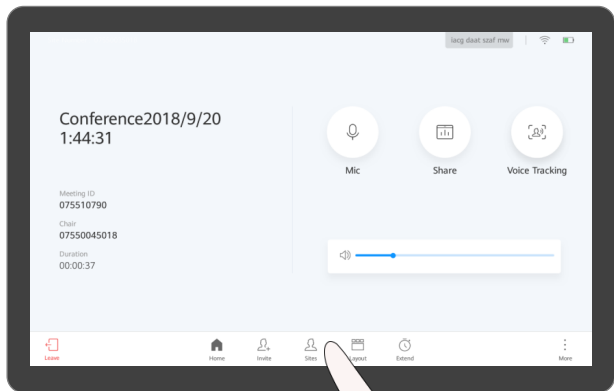 iacg daat szaf mw
Conference2018/9/20
1:44:31
Mic
Share
Voice Tracking
Meeting ID
075510790
Chair
07550045018
Duration
00:00:37
Leave
Home
Invite
Sites
Layout
Extend
More